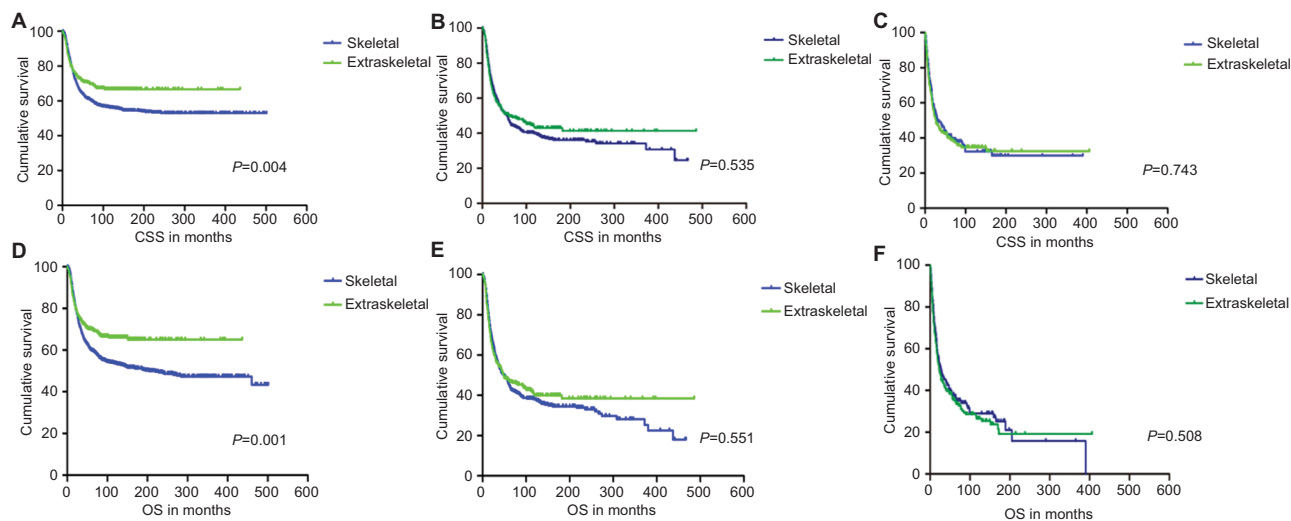 A
100
80
60
40
20
0
Cumulative survival
0 100 200 300 400 500 600
CSS in months
Skeletal
Extraskeletal
P=0.004
B
100
80
60
40
20
0
Cumulative survival
0 100 200 300 400 500 600
CSS in months
Skeletal
Extraskeletal
P=0.535
C
100
80
60
40
20
0
Cumulative survival
0 100 200 300 400 500 600
CSS in months
Skeletal
Extraskeletal
P=0.743
D
100
80
60
40
20
0
Cumulative survival
0 100 200 300 400 500 600
OS in months
Skeletal
Extraskeletal
P=0.001
E
100
80
60
40
20
0
Cumulative survival
0 100 200 300 400 500 600
OS in months
Skeletal
Extraskeletal
P=0.551
F
100
80
60
40
20
0
Cumulative survival
0 100 200 300 400 500 600
OS in months
Skeletal
Extraskeletal
P=0.508